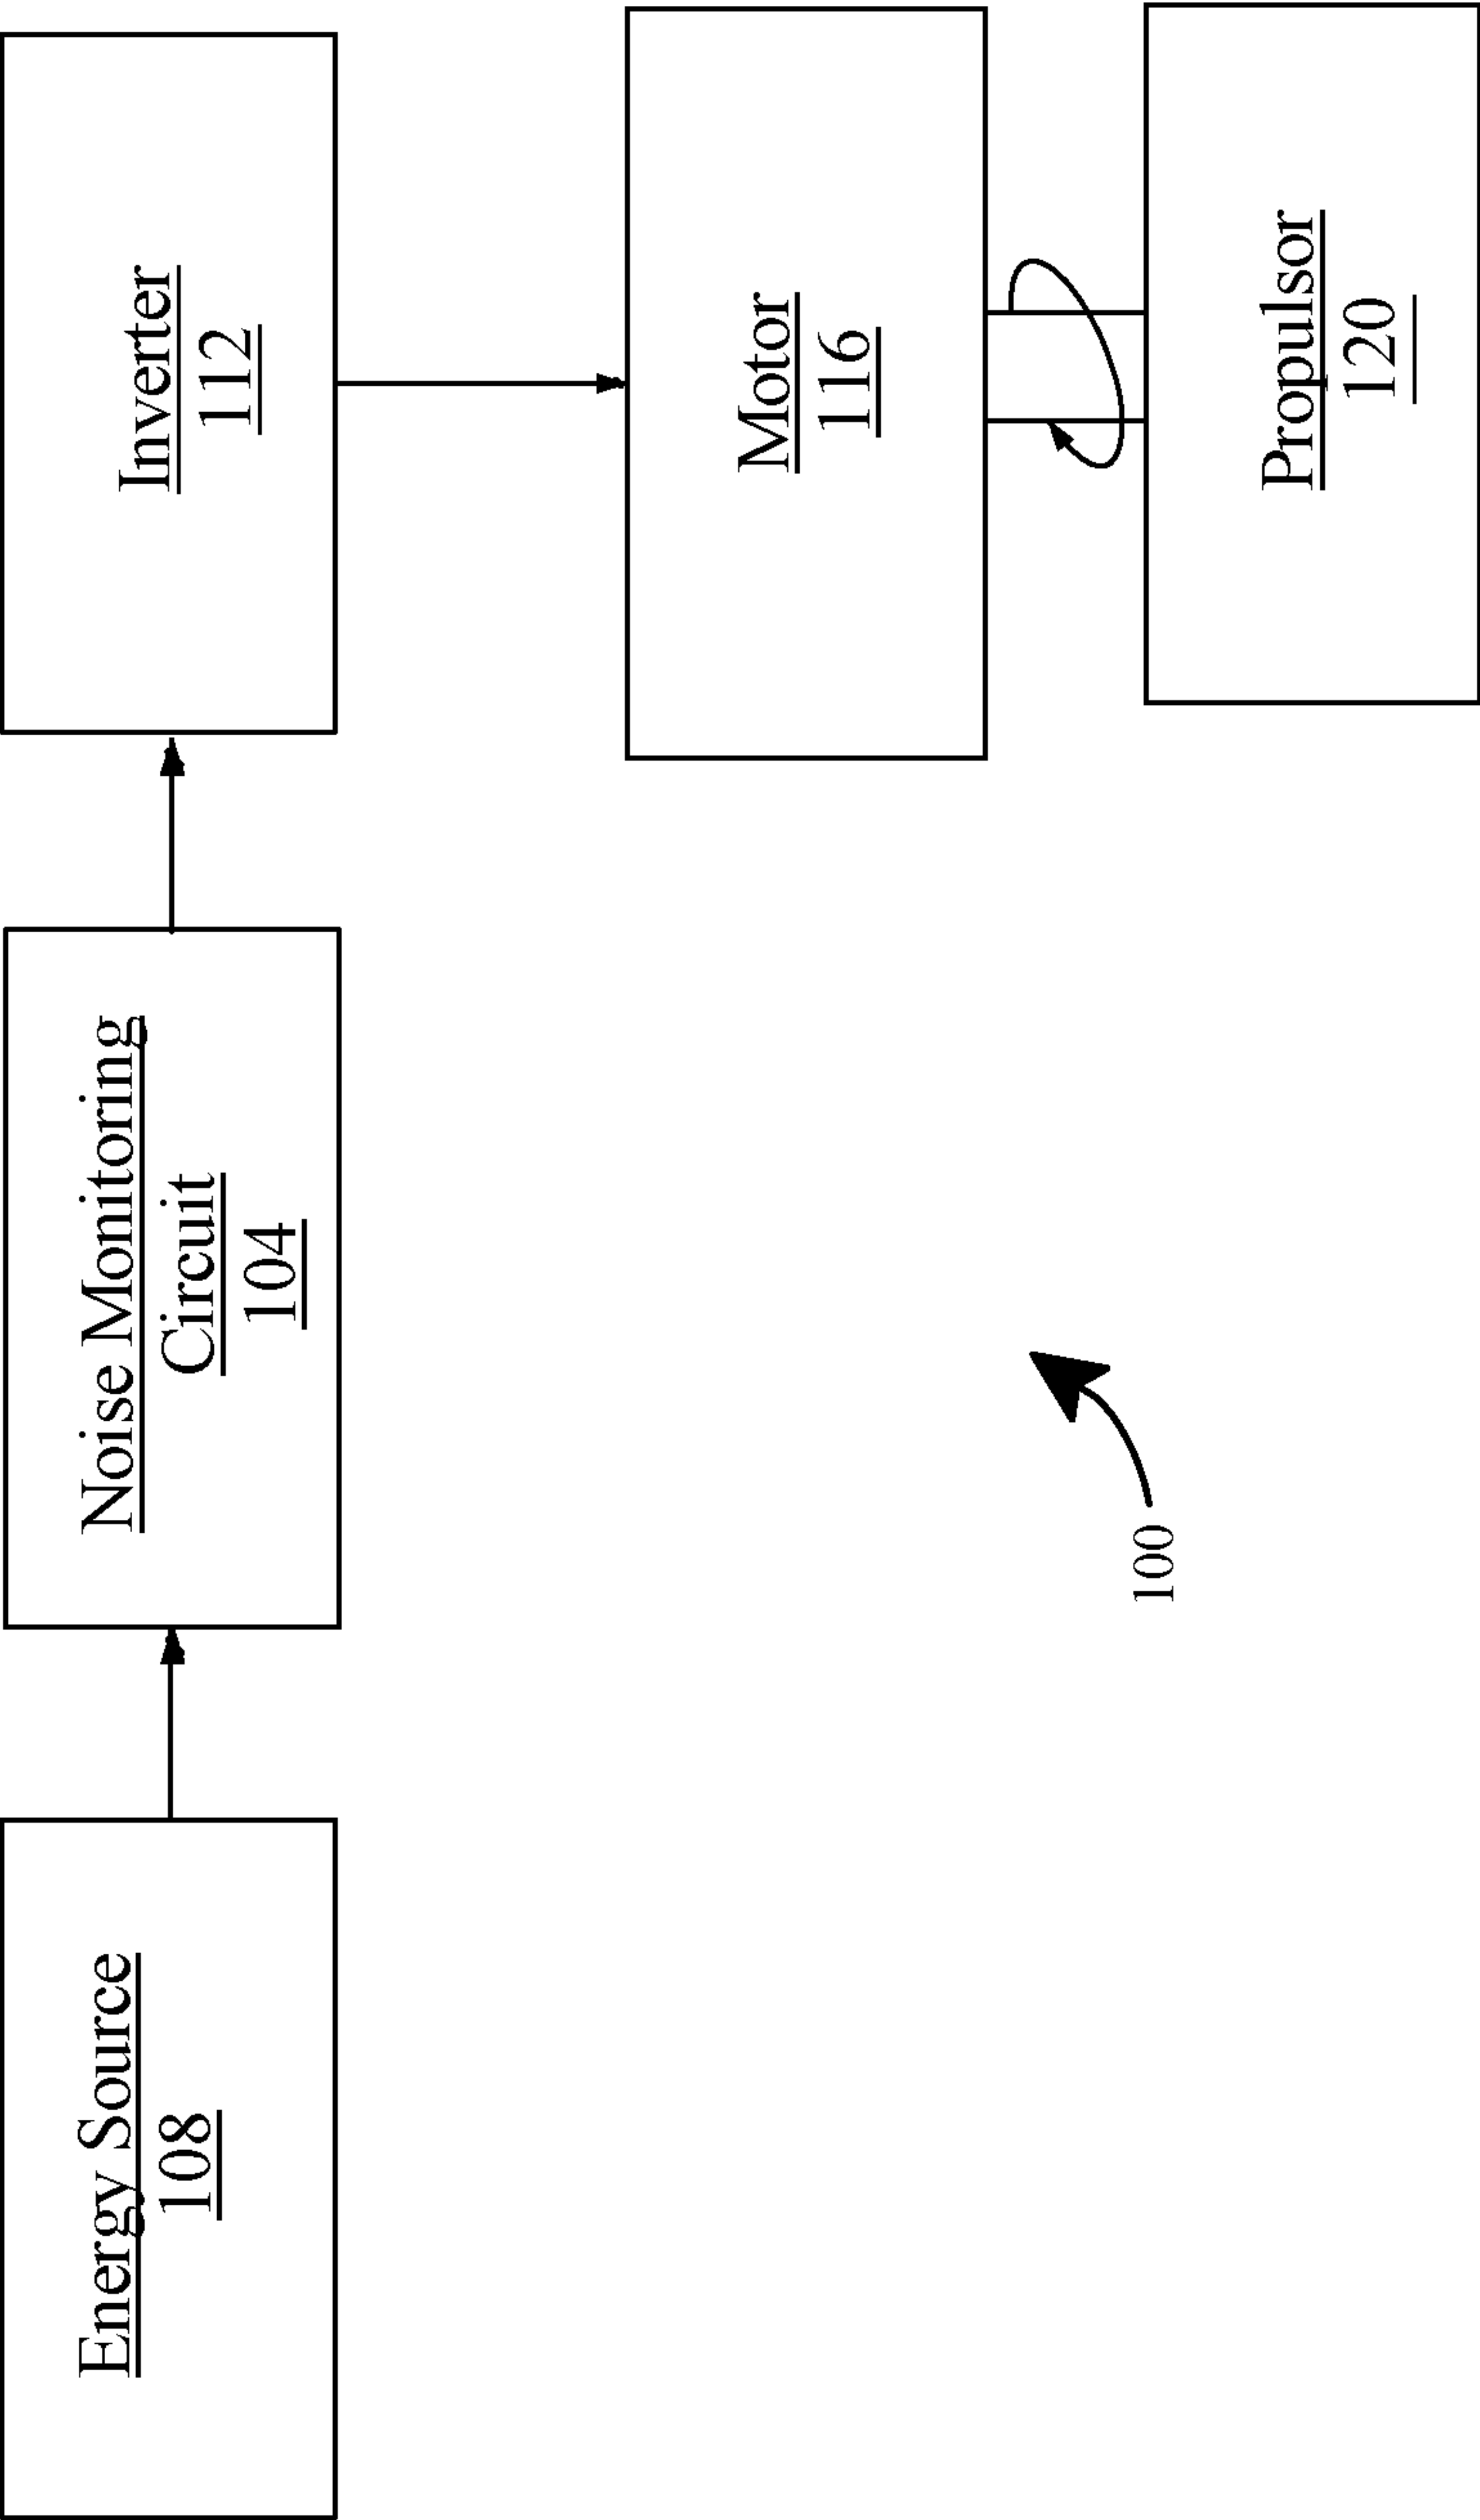 Energy Source
108
Noise Monitoring
Circuit
104
Inverter
112
Motor
116
Propulsor
120
100